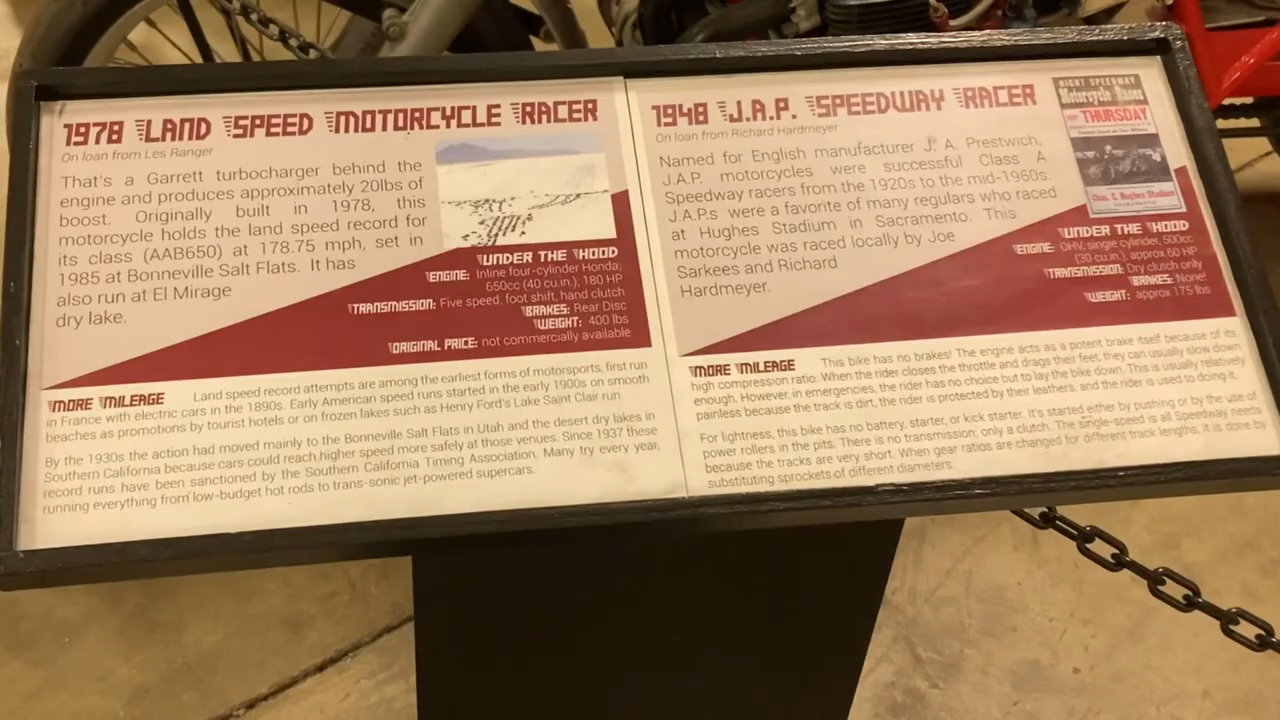 1978 LAND SPEED MOTORCYCLE RACER
On loan from Les Ranger
That's a Garrett turbocharger behind the
engine and produces approximately 20lbs of
boost. Originally built in 1978, this
motorcycle holds the land speed record for
its class (AAB650) at 178.75 mph, set in
1985 at Bonneville Salt Flats. It has
also run at El Mirage
dry lake.
UNDER THE HOOD
ENGINE: Inline four-cylinder Honda,
650cc (40 cu.in.), 180 HP
TRANSMISSION: Five speed, foot shift, hand clutch
BRAKES: Rear Disc
WEIGHT: 400 lbs
ORIGINAL PRICE: not commercially available
MORE MILEAGE Land speed record attempts are among the earliest forms of motorsports, first run
in France with electric cars in the 1890s. Early American speed runs started in the early 1900s on smooth
beaches as promotions by tourist hotels or on frozen lakes such as Henry Ford's Lake Saint Clair run.
By the 1930s the action had moved mainly to the Bonneville Salt Flats in Utah and the desert dry lakes in
Southern California because cars could reach higher speed more safely at those venues. Since 1937 these
record runs have been sanctioned by the Southern California Timing Association. Many try every year,
running everything from low-budget hot rods to trans-sonic jet-powered supercars.
1948 J.A.P. SPEEDWAY RACER
On loan from Richard Hardmeyer
Named for English manufacturer J. A. Prestwich,
J.A.P. motorcycles were successful Class A
Speedway racers from the 1920s to the mid-1960s.
J.A.P.s were a favorite of many regulars who raced
at Hughes Stadium in Sacramento. This
motorcycle was raced locally by Joe
Sarkees and Richard
Hardmeyer.
NIGHT SPEEDWAY
Motorcycle Races
THURSDAY
Chas. C. Hughes Stadium
SACRAMENTO
UNDER THE HOOD
ENGINE: OHV, single cylinder, 500cc
(30 cu.in.), approx 60 HP
TRANSMISSION: Dry clutch only
BRAKES: None!
WEIGHT: approx 175 lbs
MORE MILEAGE This bike has no brakes! The engine acts as a potent brake itself because of its
high compression ratio. When the rider closes the throttle and drags their feet, they can usually slow down
enough. However, in emergencies, the rider has no choice but to lay the bike down. This is usually relatively
painless because the track is dirt, the rider is protected by their leathers, and the rider is used to doing it.
For lightness, this bike has no battery, starter, or kick starter. It's started either by pushing or by the use of
power rollers in the pits. There is no transmission; only a clutch. The single-speed is all Speedway needs
because the tracks are very short. When gear ratios are changed for different track lengths, it is done by
substituting sprockets of different diameters.